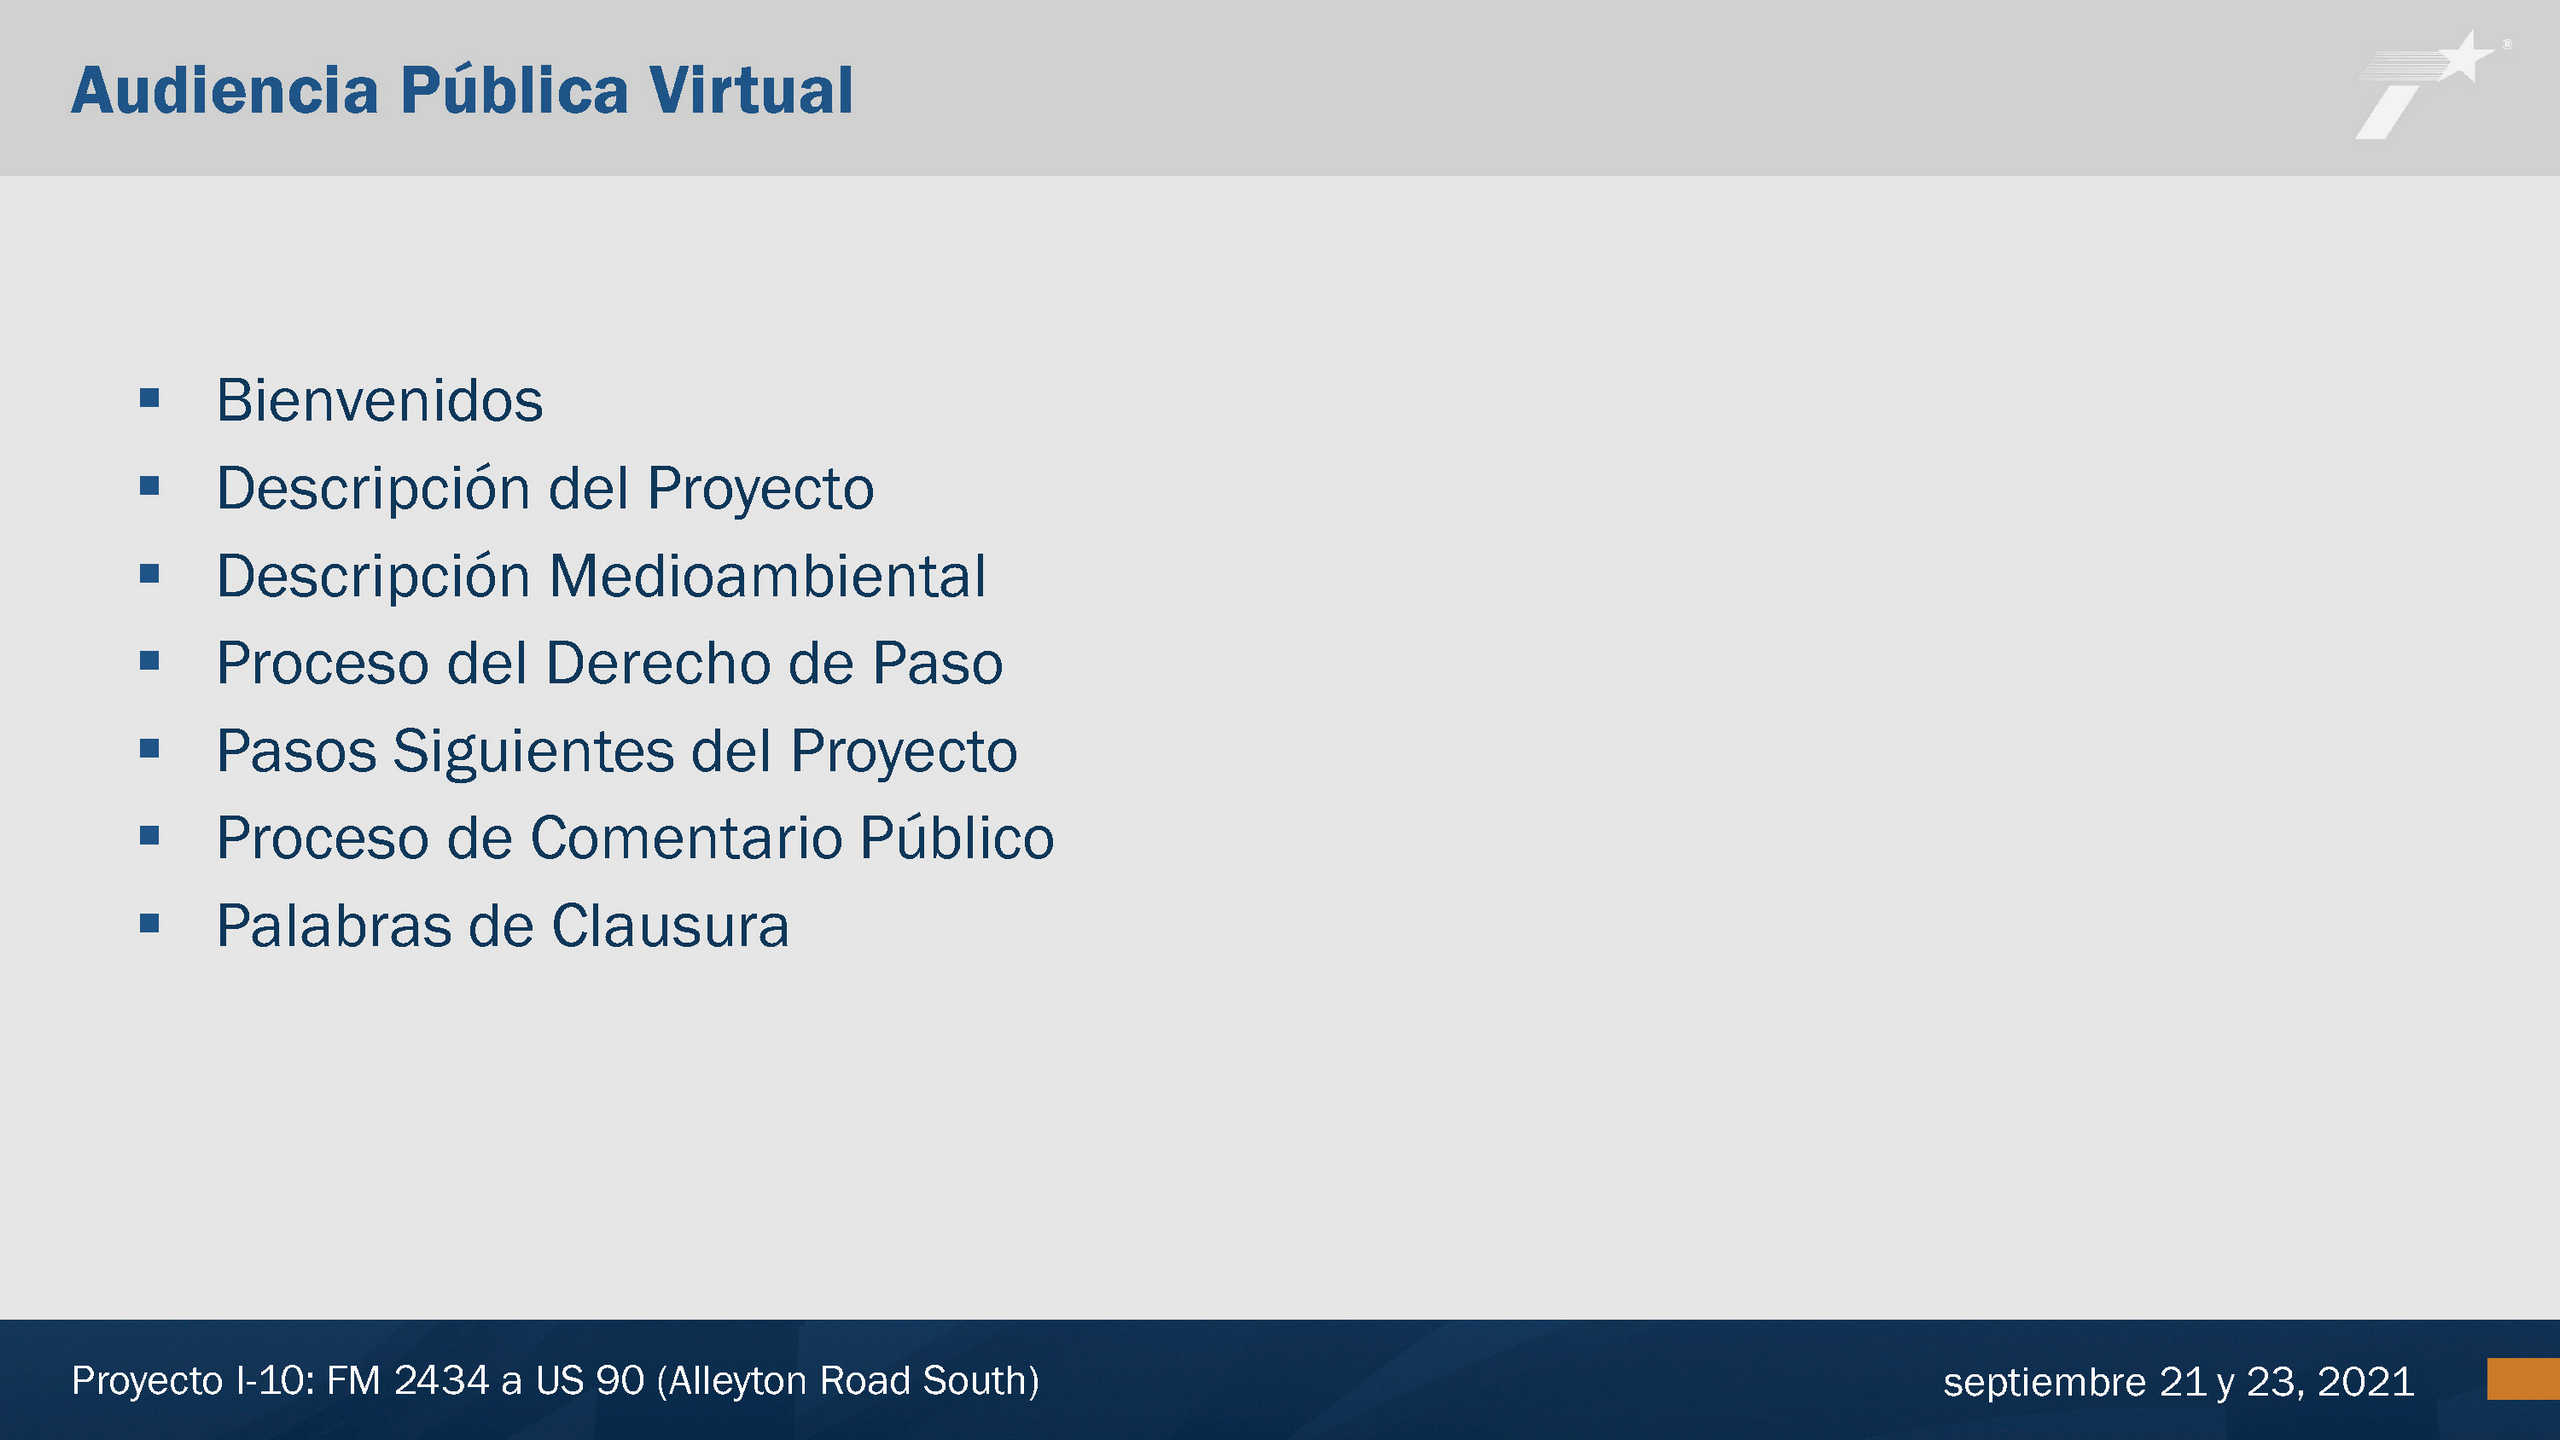 Audiencia Pública Virtual
®
▪ Bienvenidos
▪ Descripción del Proyecto
▪ Descripción Medioambiental
▪ Proceso del Derecho de Paso
▪ Pasos Siguientes del Proyecto
▪ Proceso de Comentario Público
▪ Palabras de Clausura
Proyecto I-10: FM 2434 a US 90 (Alleyton Road South)
septiembre 21 y 23, 2021